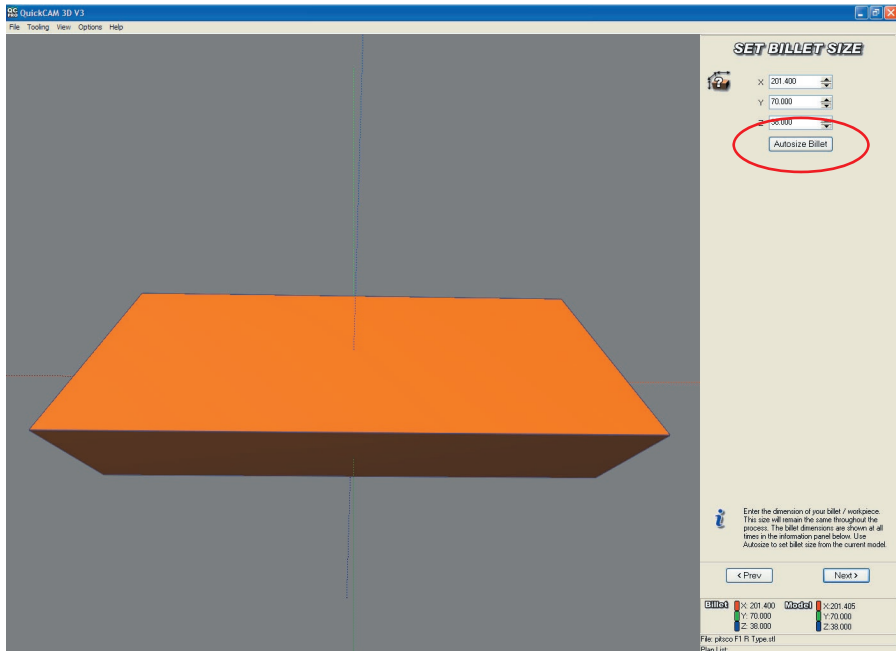 QuickCAM 3D V3
File Tooling View Options Help
SET BILLET SIZE
X 201.400
Y 70.000
Z 38.000
Autosize Billet
Enter the dimension of your billet / workpiece.
This size will remain the same throughout the
process. The billet dimensions are shown at all
times in the information panel below. Use
Autosize to set billet size from the current model.
< Prev Next >
Billet X: 201.400 Model X:201.405
Y: 70.000 Y:70.000
Z: 38.000 Z:38.000
File: pitsco F1 R Type.stl
Plan List: